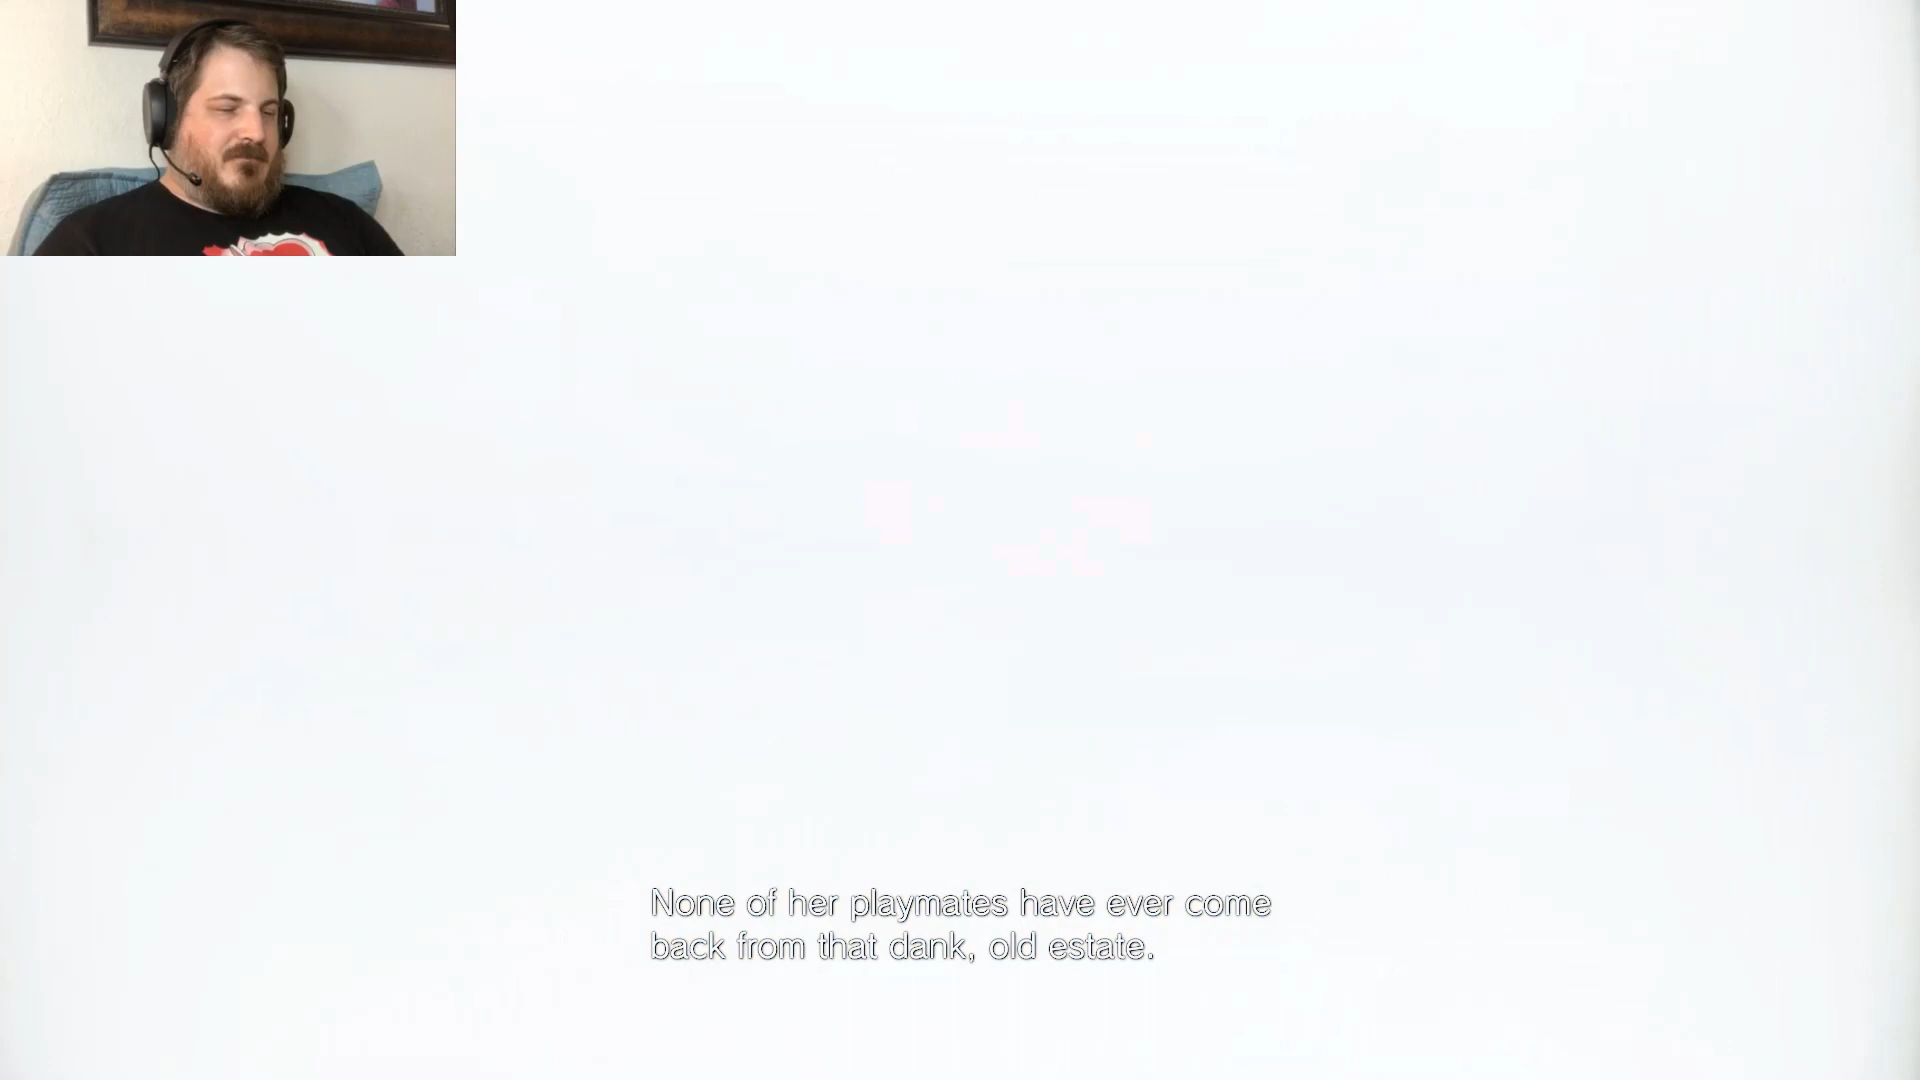 None of her playmates have ever come
back from that dank, old estate.